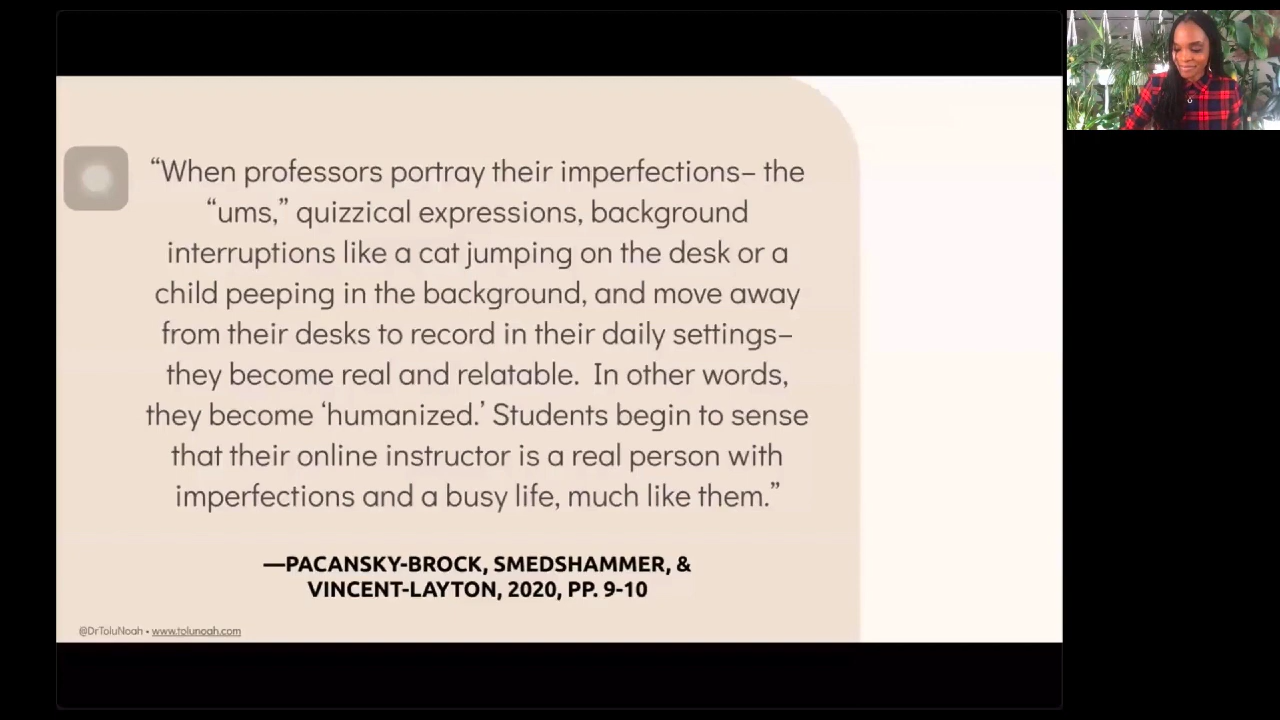 “When professors portray their imperfections– the
“ums,” quizzical expressions, background
interruptions like a cat jumping on the desk or a
child peeping in the background, and move away
from their desks to record in their daily settings–
they become real and relatable.  In other words,
they become ‘humanized.’ Students begin to sense
that their online instructor is a real person with
imperfections and a busy life, much like them.”
—PACANSKY-BROCK, SMEDSHAMMER, &
VINCENT-LAYTON, 2020, PP. 9-10
@DrToluNoah • www.tolunoah.com